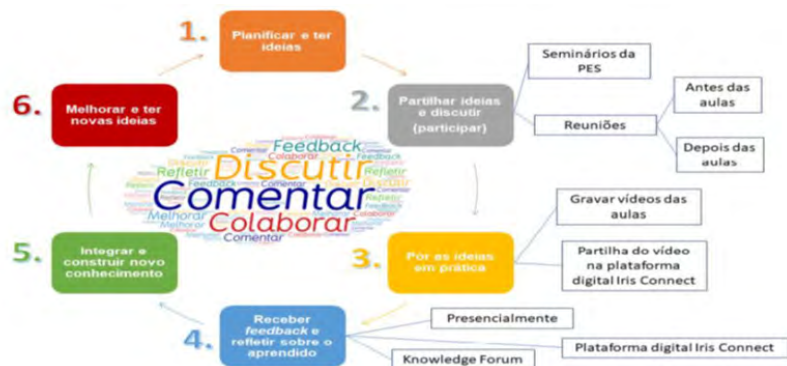 1.
Planificar e ter
ideias
2.
Partilhar ideias
e discutir
(participar)
Seminários da
PES
Reuniões
Antes das
aulas
Depois das
aulas
3.
Pôr as ideias
em prática
Gravar vídeos das
aulas
Partilha do vídeo
na plataforma
digital Iris Connect
4.
Receber
feedback e
refletir sobre o
aprendido
Presencialmente
Plataforma digital Iris Connect
Knowledge Forum
5.
Integrar e
construir novo
conhecimento
6.
Melhorar e ter
novas ideias
Feedback
Colaborar
Refletir
Discutir
Comentar
Melhorar
Colaborar
Comentar